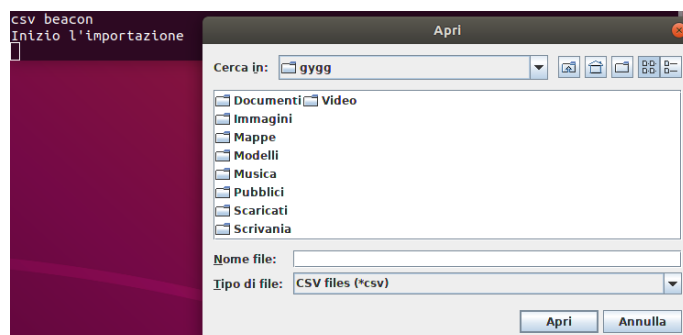 csv beacon
Inizio l'importazione
Apri
Cerca in: gygg
Documenti Video
Immagini
Mappe
Modelli
Musica
Pubblici
Scaricati
Scrivania
Nome file:
Tipo di file: CSV files (*csv)
Apri Annulla